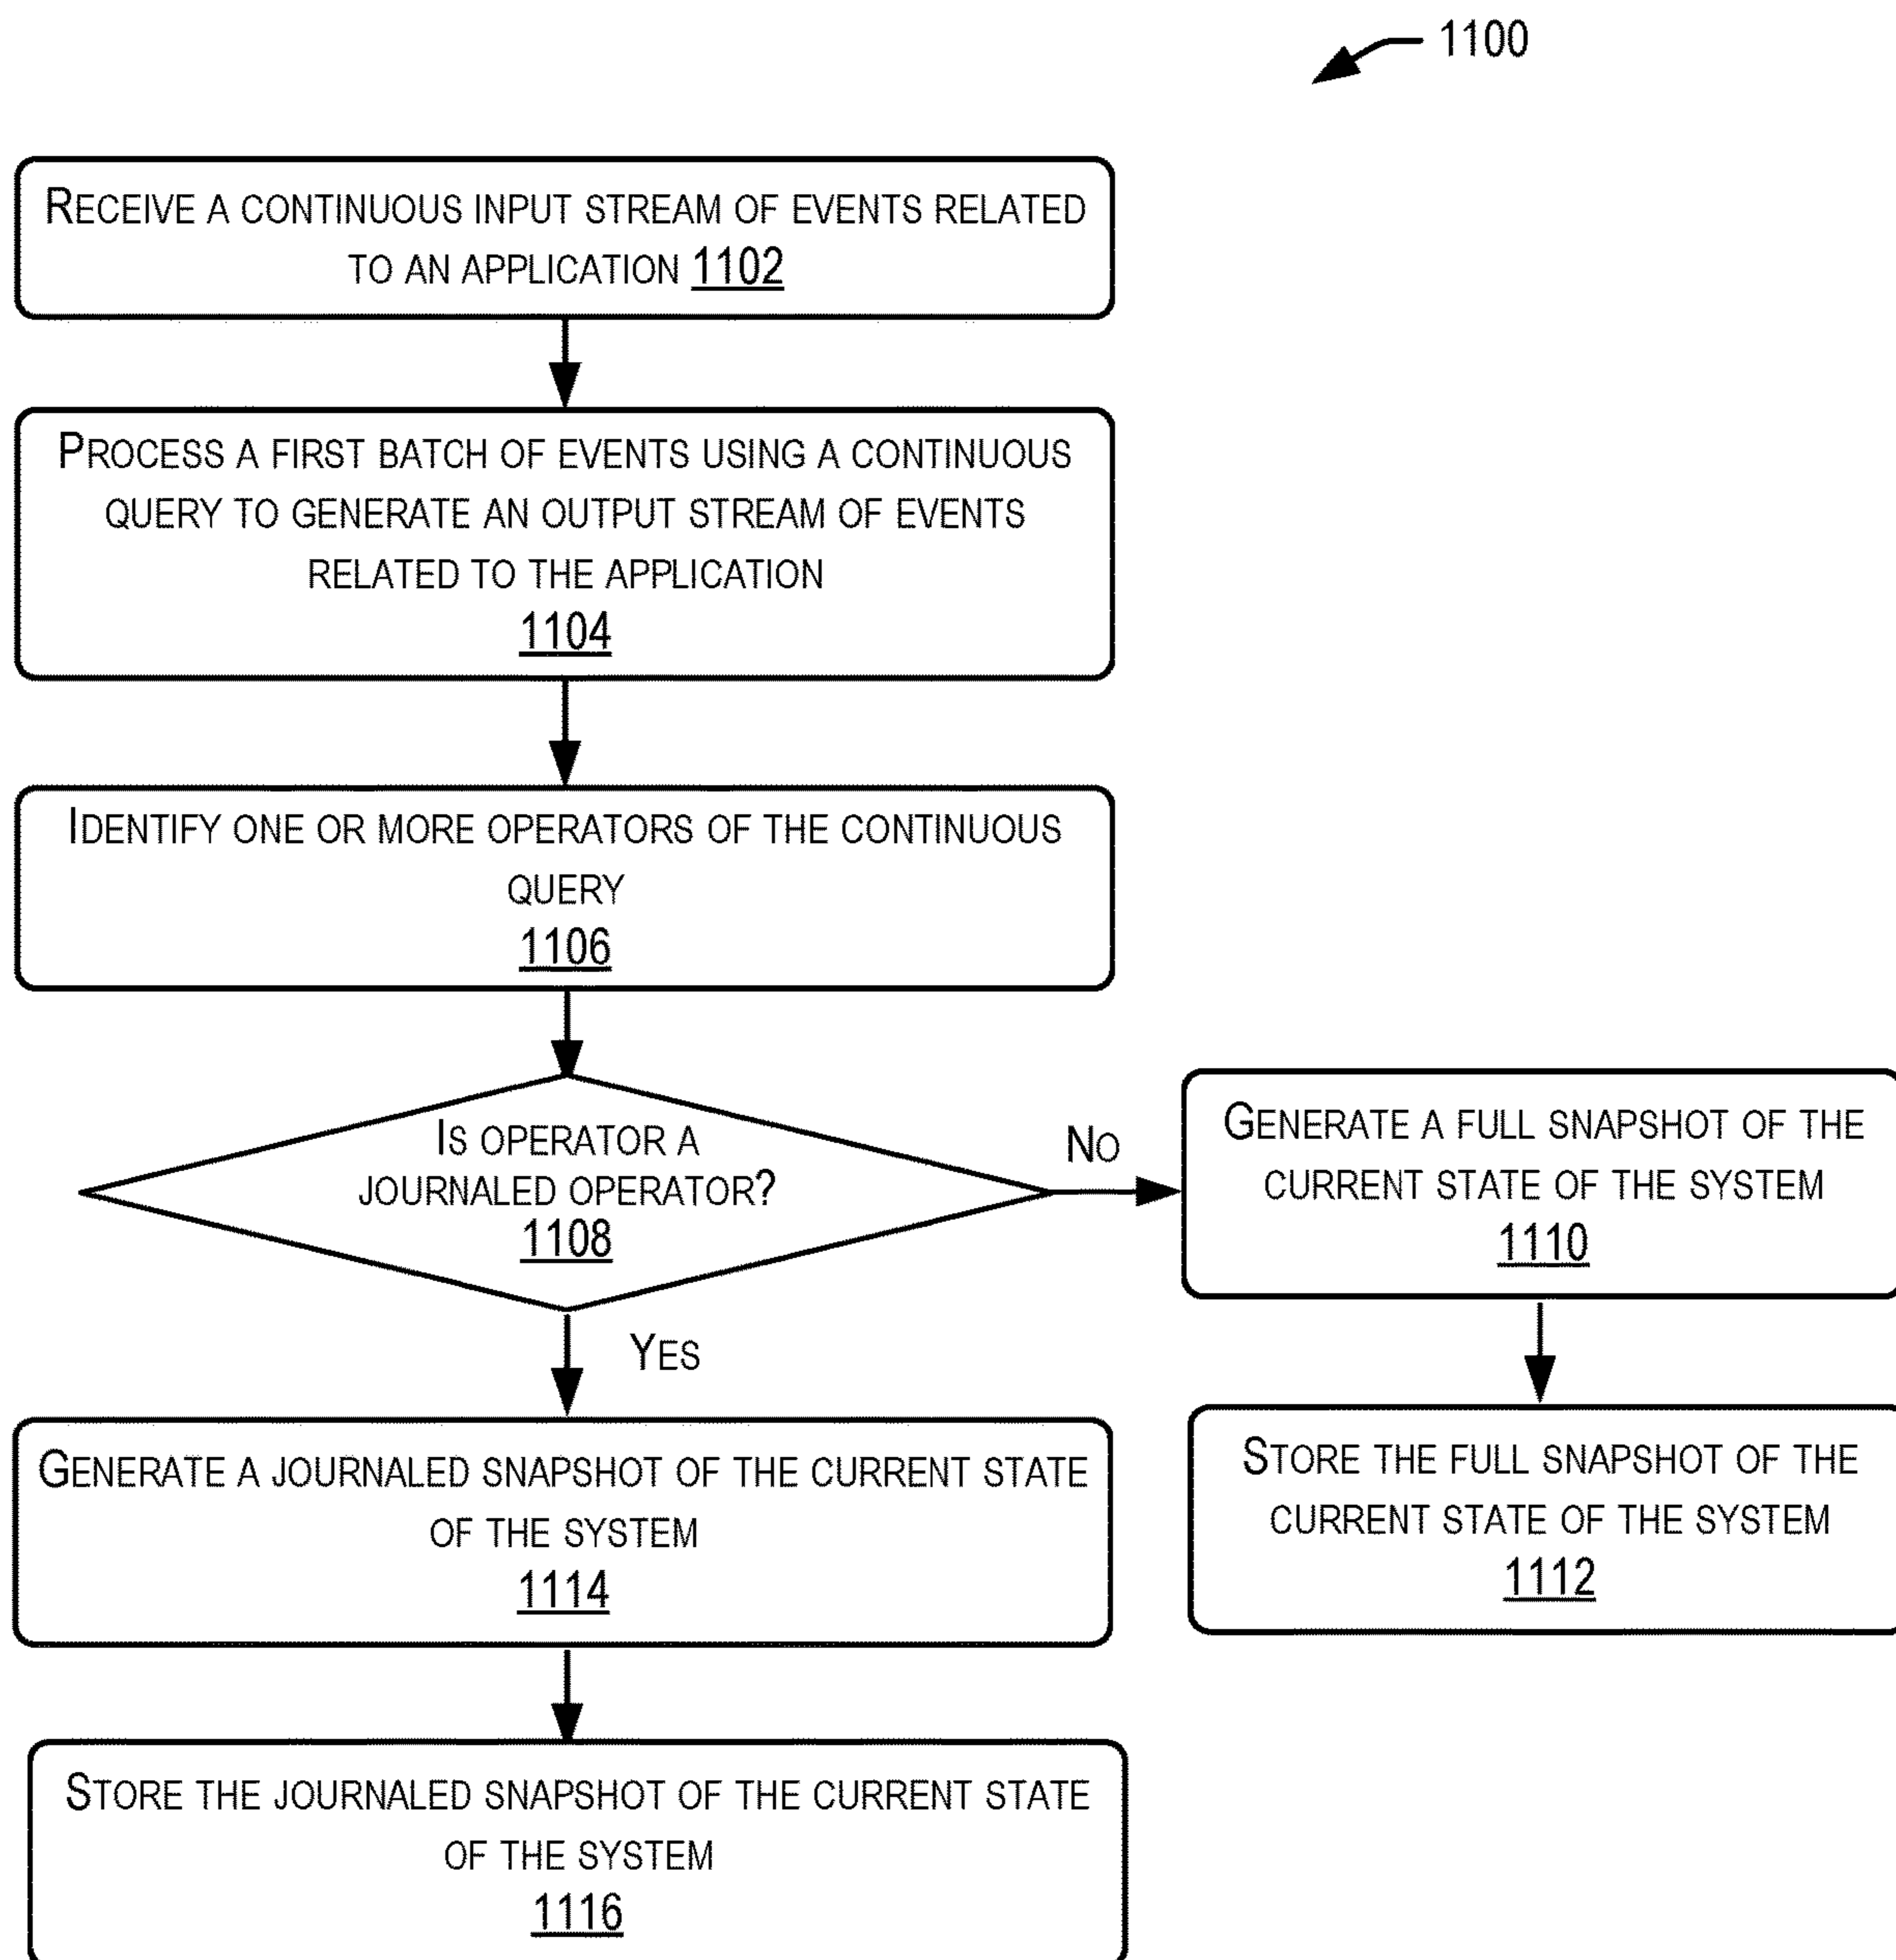 1100
RECEIVE A CONTINUOUS INPUT STREAM OF EVENTS RELATED
TO AN APPLICATION 1102
PROCESS A FIRST BATCH OF EVENTS USING A CONTINUOUS
QUERY TO GENERATE AN OUTPUT STREAM OF EVENTS
RELATED TO THE APPLICATION
1104
IDENTIFY ONE OR MORE OPERATORS OF THE CONTINUOUS
QUERY
1106
IS OPERATOR A
JOURNALED OPERATOR?
1108
NO
GENERATE A FULL SNAPSHOT OF THE
CURRENT STATE OF THE SYSTEM
1110
STORE THE FULL SNAPSHOT OF THE
CURRENT STATE OF THE SYSTEM
1112
YES
GENERATE A JOURNALED SNAPSHOT OF THE CURRENT STATE
OF THE SYSTEM
1114
STORE THE JOURNALED SNAPSHOT OF THE CURRENT STATE
OF THE SYSTEM
1116